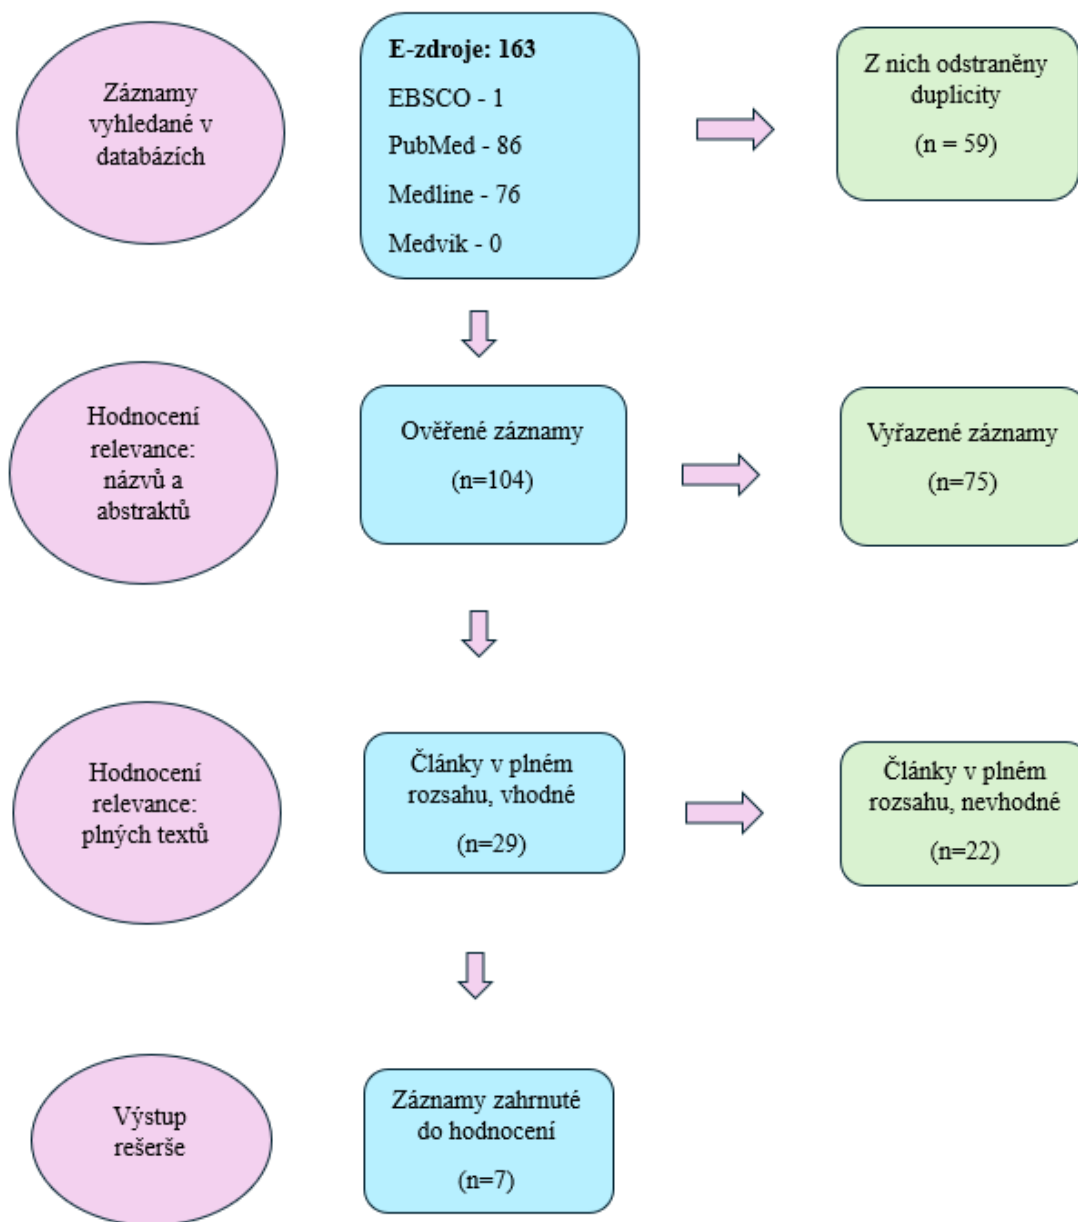 Záznamy
vyhledané v
databázích
E-zdroje: 163
EBSCO - 1
PubMed - 86
Medline - 76
Medvik - 0
Z nich odstraněny
duplicity
(n = 59)
Hodnocení
relevance:
názvů a
abstraktů
Ověřené záznamy
(n=104)
Vyřazené záznamy
(n=75)
Hodnocení
relevance:
plných textů
Články v plném
rozsahu, vhodné
(n=29)
Články v plném
rozsahu, nevhodné
(n=22)
Výstup
rešerše
Záznamy zahrnuté
do hodnocení
(n=7)